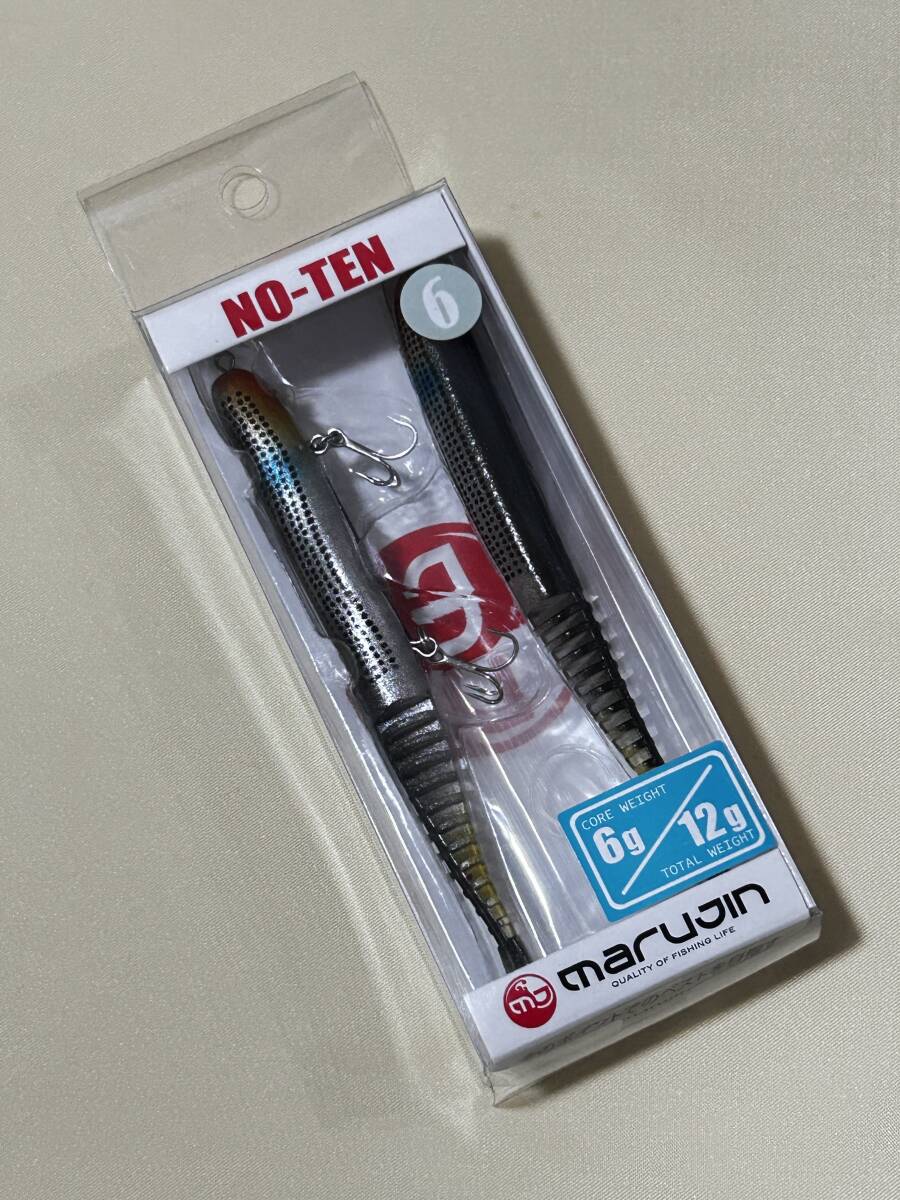 NO-TEN
6
CORE WEIGHT
6g/12g
TOTAL WEIGHT
marujin
QUALITY OF FISHING LIFE